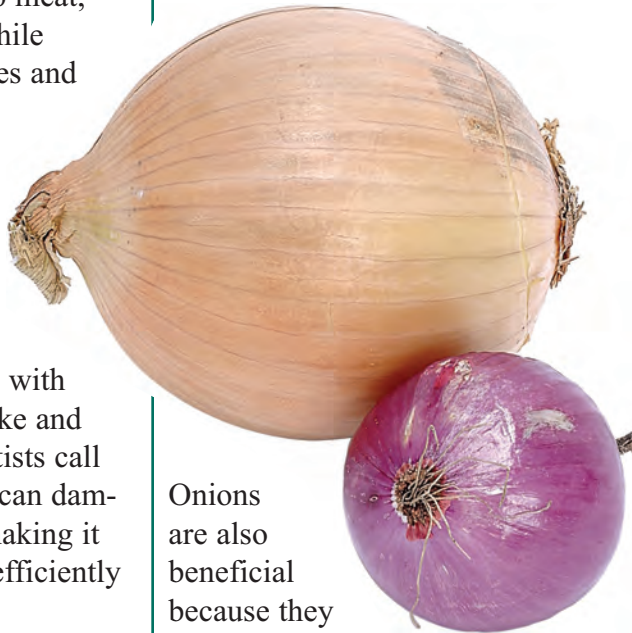 meat,
hile
es and
with
ke and
tists call
can dam-
naking it
efficiently
Onions
are also
beneficial
because they